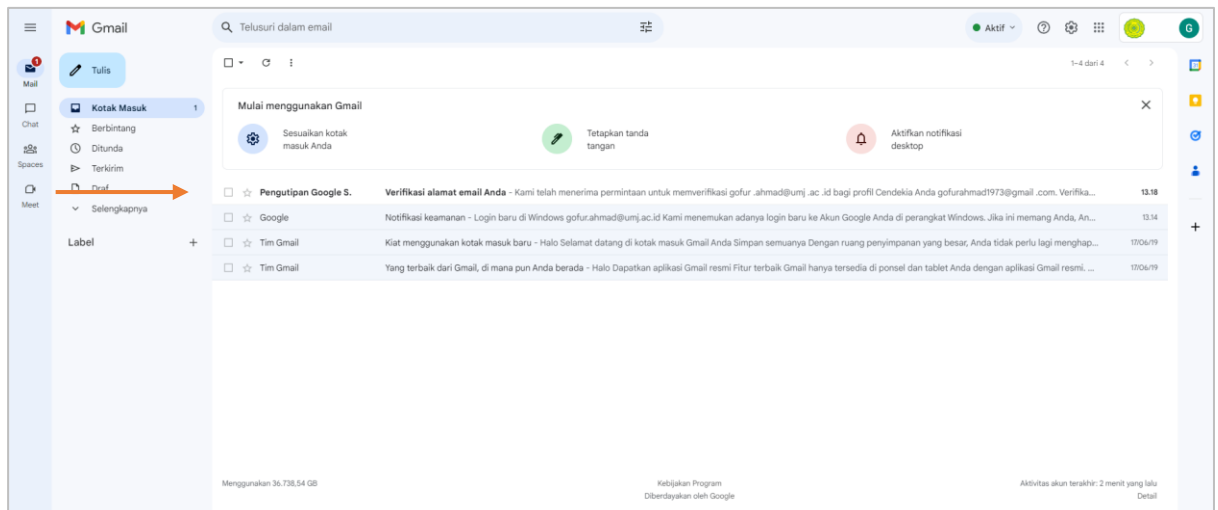 Gmail
Telusuri dalam email
Aktif
G
1
Mail
Chat
Spaces
Meet
Tulis
Kotak Masuk 1
Berbintang
Ditunda
Terkirim
Draf
Selengkapnya
Label +
1–4 dari 4
Mulai menggunakan Gmail
Sesuaikan kotak
masuk Anda
Tetapkan tanda
tangan
Aktifkan notifikasi
desktop
Pengutipan Google S. Verifikasi alamat email Anda - Kami telah menerima permintaan untuk memverifikasi gofur .ahmad@umj .ac .id bagi profil Cendekia Anda gofurahmad1973@gmail .com. Verifika... 13.18
Google Notifikasi keamanan - Login baru di Windows gofur.ahmad@umj.ac.id Kami menemukan adanya login baru ke Akun Google Anda di perangkat Windows. Jika ini memang Anda, An... 13.14
Tim Gmail Kiat menggunakan kotak masuk baru - Halo Selamat datang di kotak masuk Gmail Anda Simpan semuanya Dengan ruang penyimpanan yang besar, Anda tidak perlu lagi menghap... 17/06/19
Tim Gmail Yang terbaik dari Gmail, di mana pun Anda berada - Halo Dapatkan aplikasi Gmail resmi Fitur terbaik Gmail hanya tersedia di ponsel dan tablet Anda dengan aplikasi Gmail resmi. ... 17/06/19
Menggunakan 36.738,54 GB
Kebijakan Program
Diberdayakan oleh Google
Aktivitas akun terakhir: 2 menit yang lalu
Detail